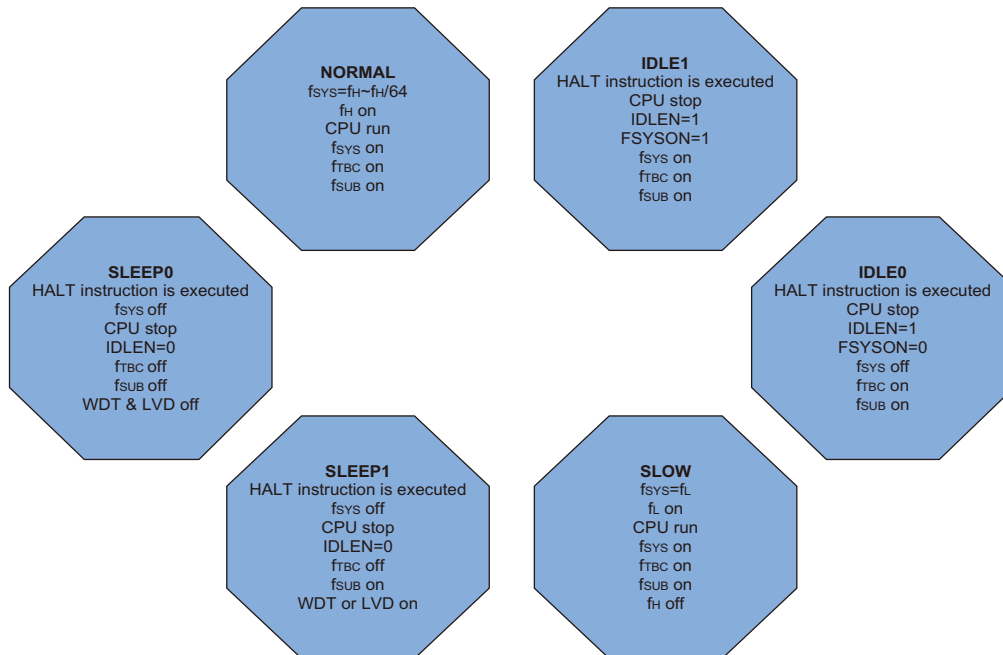 NORMAL
fSYS=fH~fH/64
fH on
CPU run
fSYS on
fTBC on
fSUB on
IDLE1
HALT instruction is executed
CPU stop
IDLEN=1
FSYSON=1
fSYS on
fTBC on
fSUB on
SLEEP0
HALT instruction is executed
fSYS off
CPU stop
IDLEN=0
fTBC off
fSUB off
WDT & LVD off
IDLE0
HALT instruction is executed
CPU stop
IDLEN=1
FSYSON=0
fSYS off
fTBC on
fSUB on
SLEEP1
HALT instruction is executed
fSYS off
CPU stop
IDLEN=0
fTBC off
fSUB on
WDT or LVD on
SLOW
fSYS=fL
fL on
CPU run
fSYS on
fTBC on
fSUB on
fH off